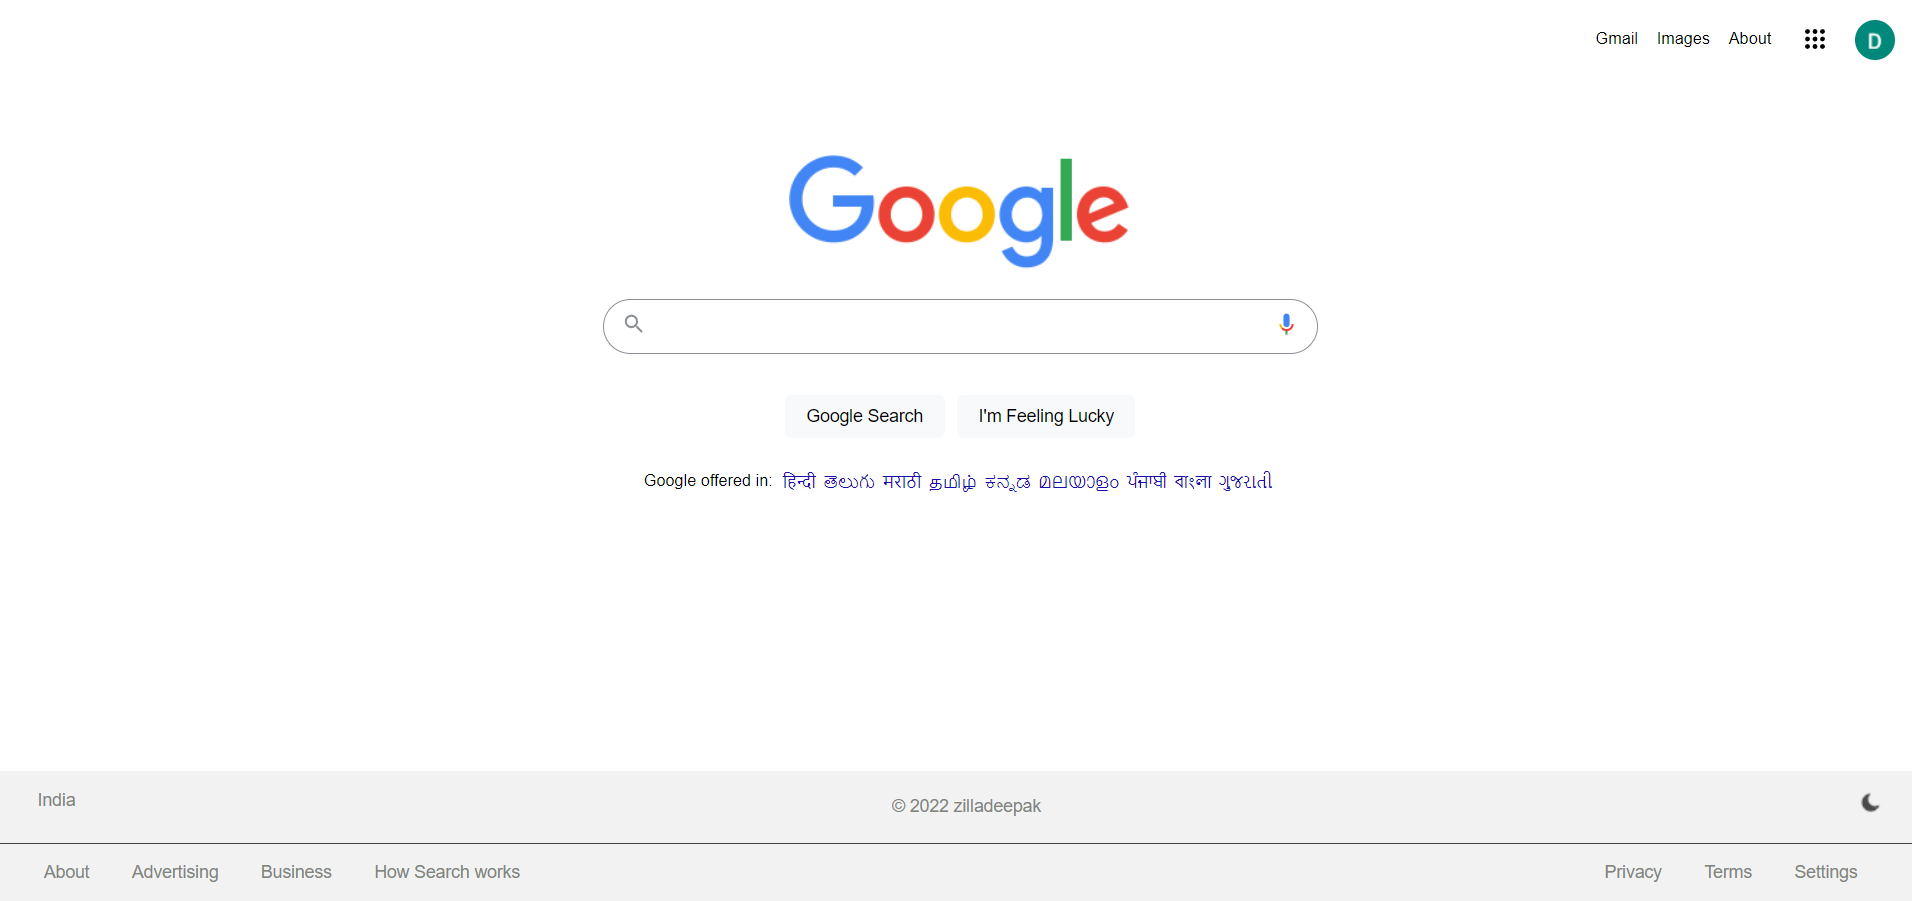 Gmail Images About D
Google
Google Search I'm Feeling Lucky
Google offered in: हिन्दी తెలుగు मराठी தமிழ் ಕನ್ನಡ മലയാളം ਪੰਜਾਬੀ বাংলা ગુજરાતી
India © 2022 zilladeepak
About Advertising Business How Search works Privacy Terms Settings